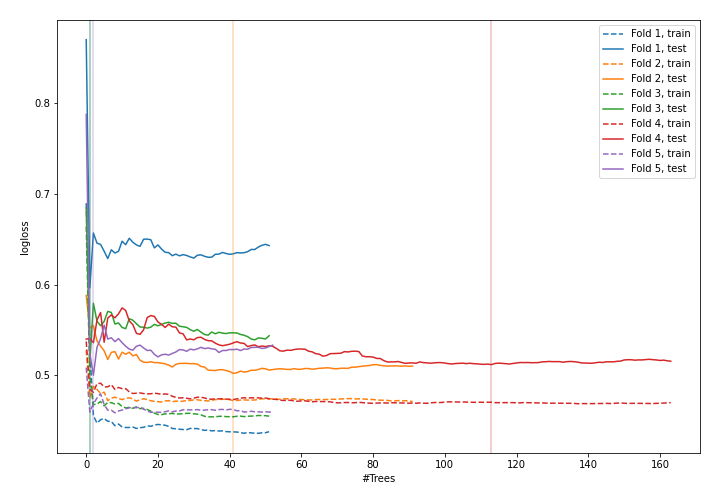 Fold 1, train
Fold 1, test
Fold 2, train
Fold 2, test
Fold 3, train
Fold 3, test
Fold 4, train
Fold 4, test
Fold 5, train
Fold 5, test
0.8
0.7
0.6
0.5
logloss
0 20 40 60 80 100 120 140 160
#Trees